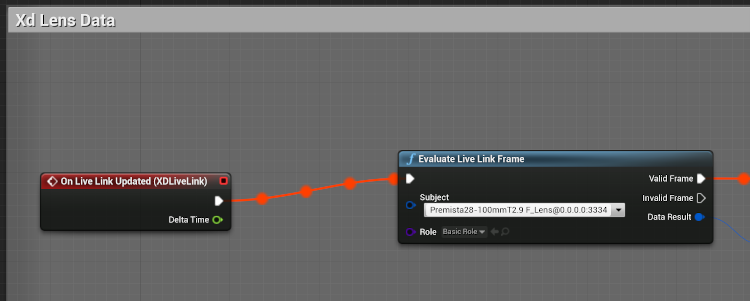 Xd Lens Data
On Live Link Updated (XDLiveLink)
Delta Time
Evaluate Live Link Frame
Valid Frame
Subject
Invalid Frame
Premista28-100mmT2.9 F_Lens@0.0.0.0:3334
Data Result
Role Basic Role